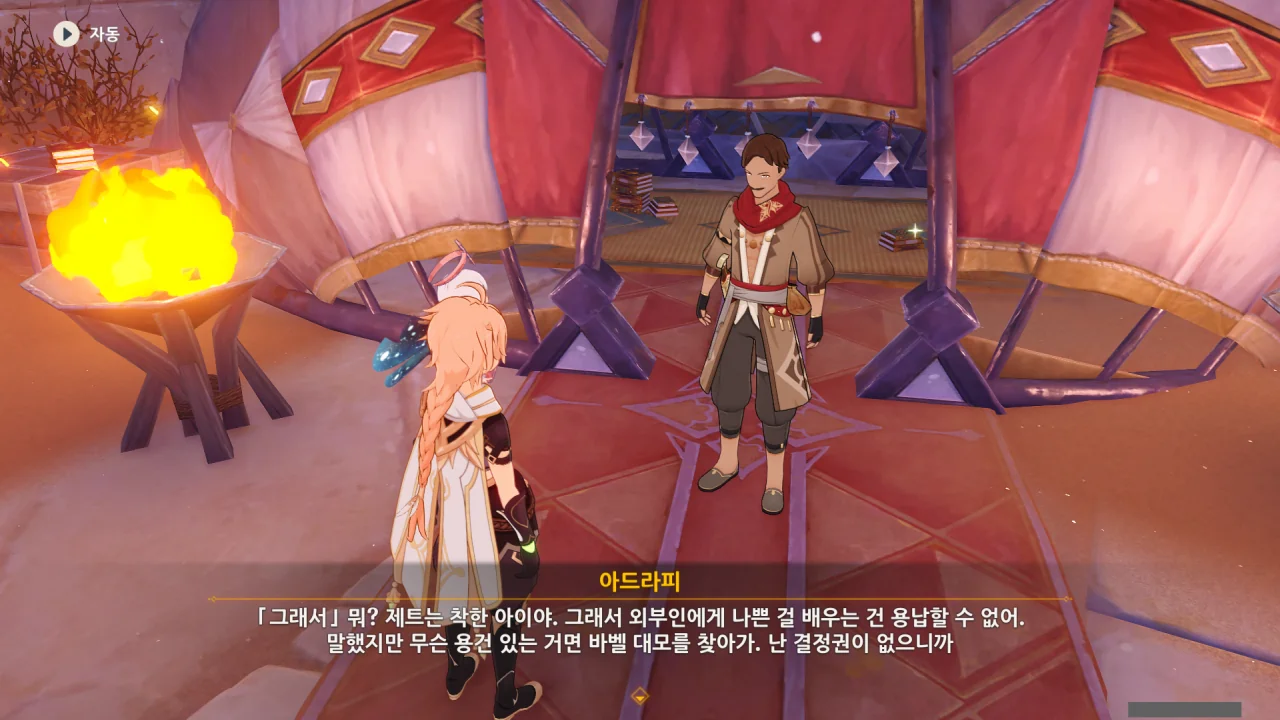 자동
아드라피
「그래서」 뭐? 제트는 착한 아이야. 그래서 외부인에게 나쁜 걸 배우는 건 용납할 수 없어.
말했지만 무슨 용건 있는 거면 바벨 대모를 찾아가. 난 결정권이 없으니까